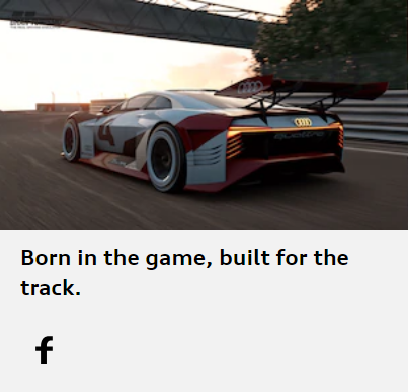 Born in the game, built for the
track.